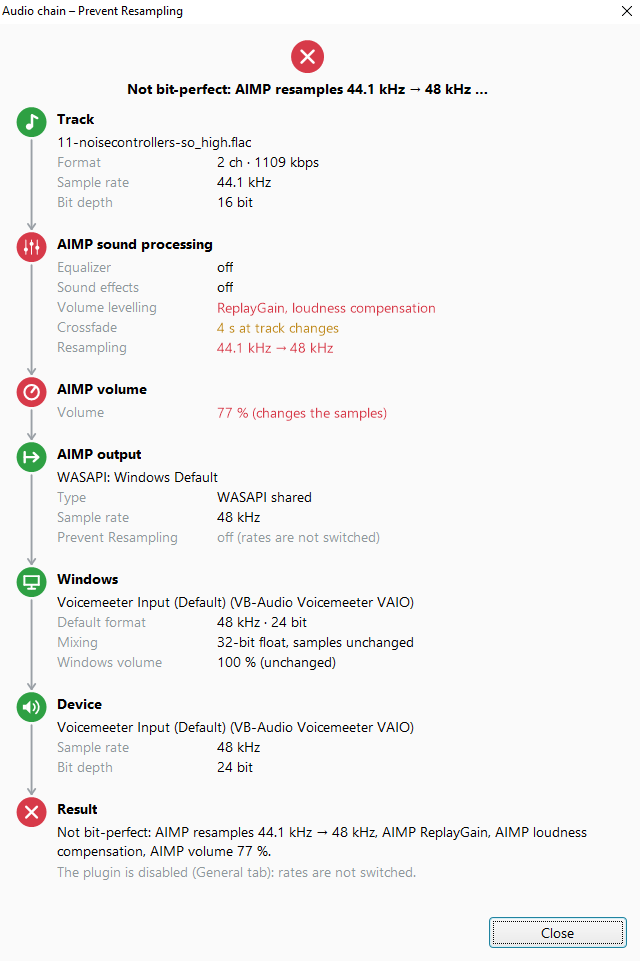 Audio chain – Prevent Resampling
Not bit-perfect: AIMP resamples 44.1 kHz → 48 kHz ...
Track
11-noisecontrollers-so_high.flac
Format 2 ch · 1109 kbps
Sample rate 44.1 kHz
Bit depth 16 bit
AIMP sound processing
Equalizer off
Sound effects off
Volume levelling ReplayGain, loudness compensation
Crossfade 4 s at track changes
Resampling 44.1 kHz → 48 kHz
AIMP volume
Volume 77 % (changes the samples)
AIMP output
WASAPI: Windows Default
Type WASAPI shared
Sample rate 48 kHz
Prevent Resampling off (rates are not switched)
Windows
Voicemeeter Input (Default) (VB-Audio Voicemeeter VAIO)
Default format 48 kHz · 24 bit
Mixing 32-bit float, samples unchanged
Windows volume 100 % (unchanged)
Device
Voicemeeter Input (Default) (VB-Audio Voicemeeter VAIO)
Sample rate 48 kHz
Bit depth 24 bit
Result
Not bit-perfect: AIMP resamples 44.1 kHz → 48 kHz, AIMP ReplayGain, AIMP loudness
compensation, AIMP volume 77 %.
The plugin is disabled (General tab): rates are not switched.
Close